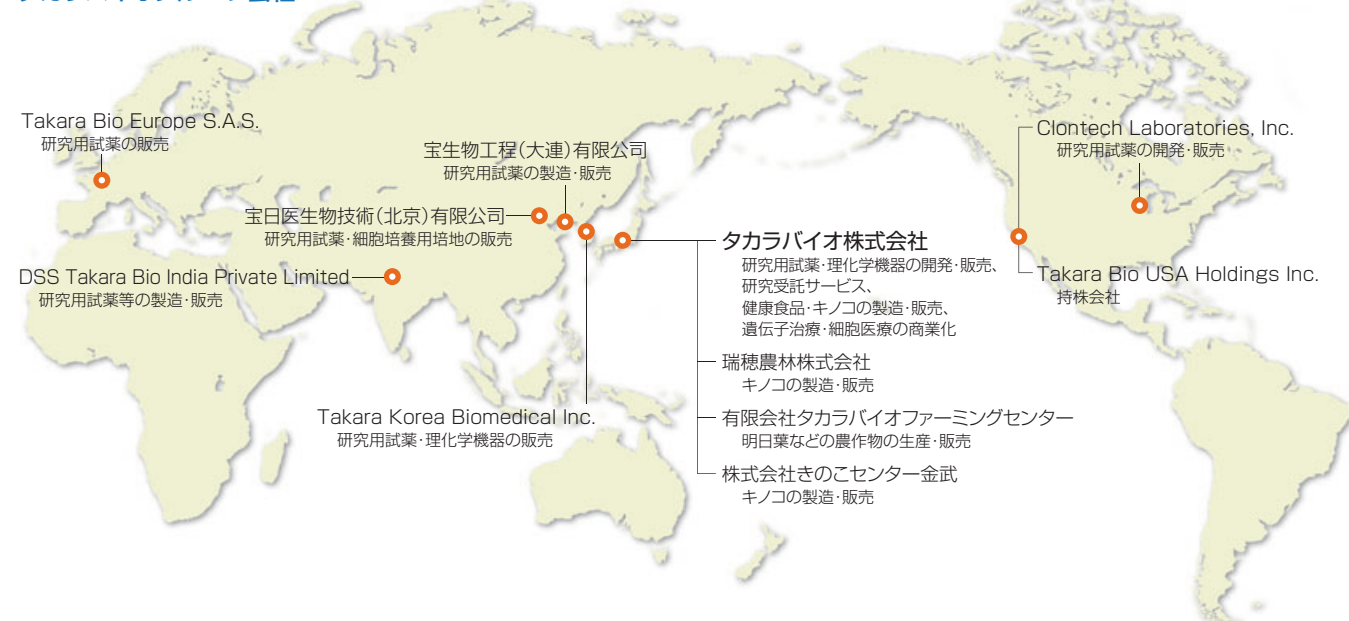 Takara Bio Europe S.A.S.
研究用試薬の販売
宝生物工程(大連)有限公司
研究用試薬の製造・販売
宝日医生物技術(北京)有限公司
研究用試薬・細胞培養用培地の販売
DSS Takara Bio India Private Limited
研究用試薬等の製造・販売
Takara Korea Biomedical Inc.
研究用試薬・理化学機器の販売
タカラバイオ株式会社
研究用試薬・理化学機器の開発・販売、
研究受託サービス、
健康食品・キノコの製造・販売、
遺伝子治療・細胞医療の商業化
瑞穂農林株式会社
キノコの製造・販売
有限会社タカラバイオファーミングセンター
明日葉などの農作物の生産・販売
株式会社きのこセンター金武
キノコの製造・販売
Clontech Laboratories, Inc.
研究用試薬の開発・販売
Takara Bio USA Holdings Inc.
持株会社